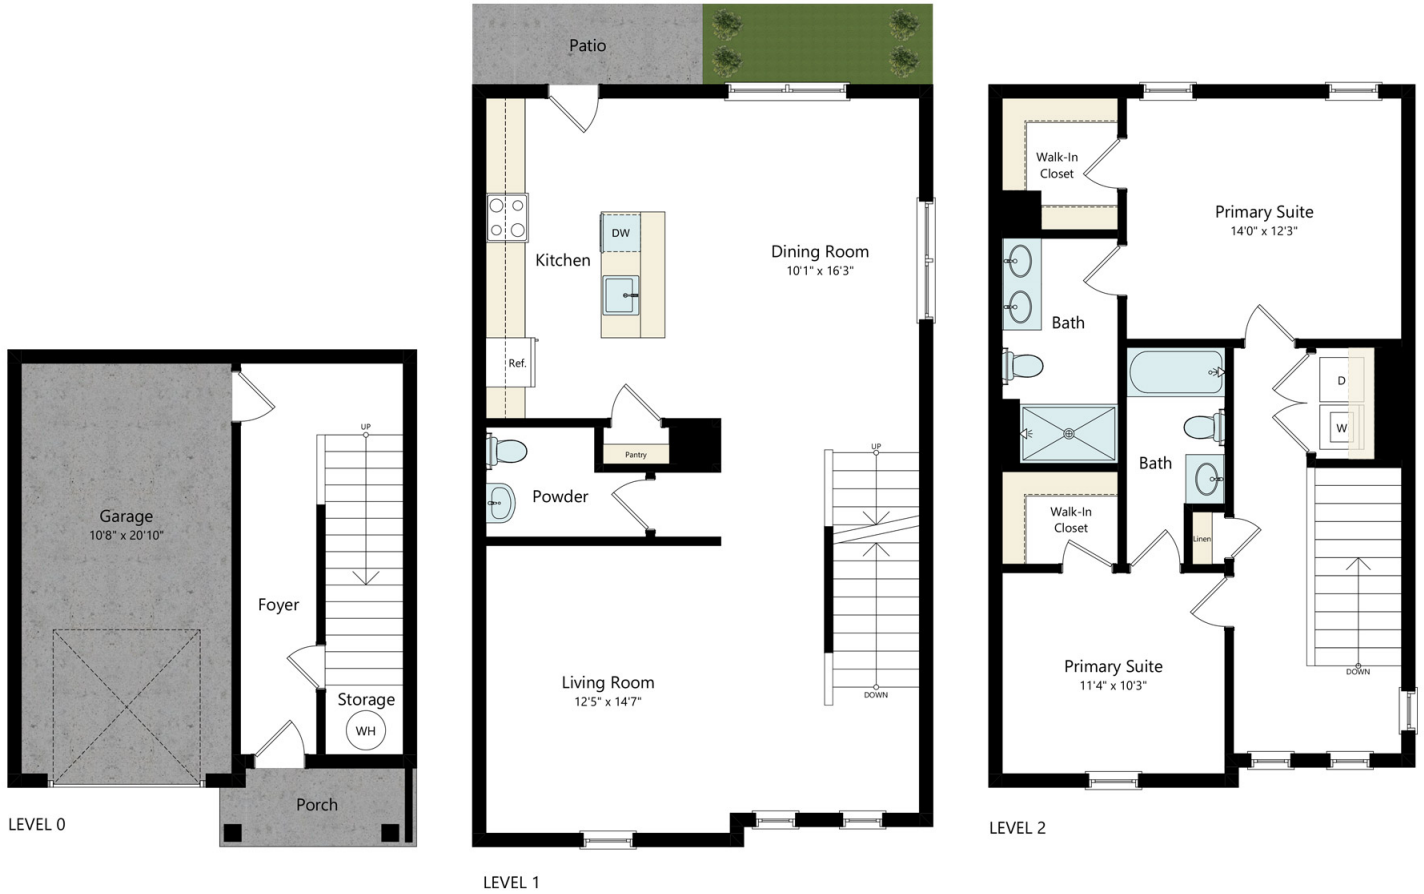 UP
Garage
10'8" x 20'10"
Foyer
Storage
WH
Porch
LEVEL 0
Patio
DW
Kitchen
Dining Room
10'1" x 16'3"
Ref.
Pantry
UP
Powder
Living Room
12'5" x 14'7"
DOWN
LEVEL 1
Walk-In
Closet
Primary Suite
14'0" x 12'3"
Bath
D
W
Bath
Walk-In
Closet
Linen
Primary Suite
11'4" x 10'3"
DOWN
LEVEL 2